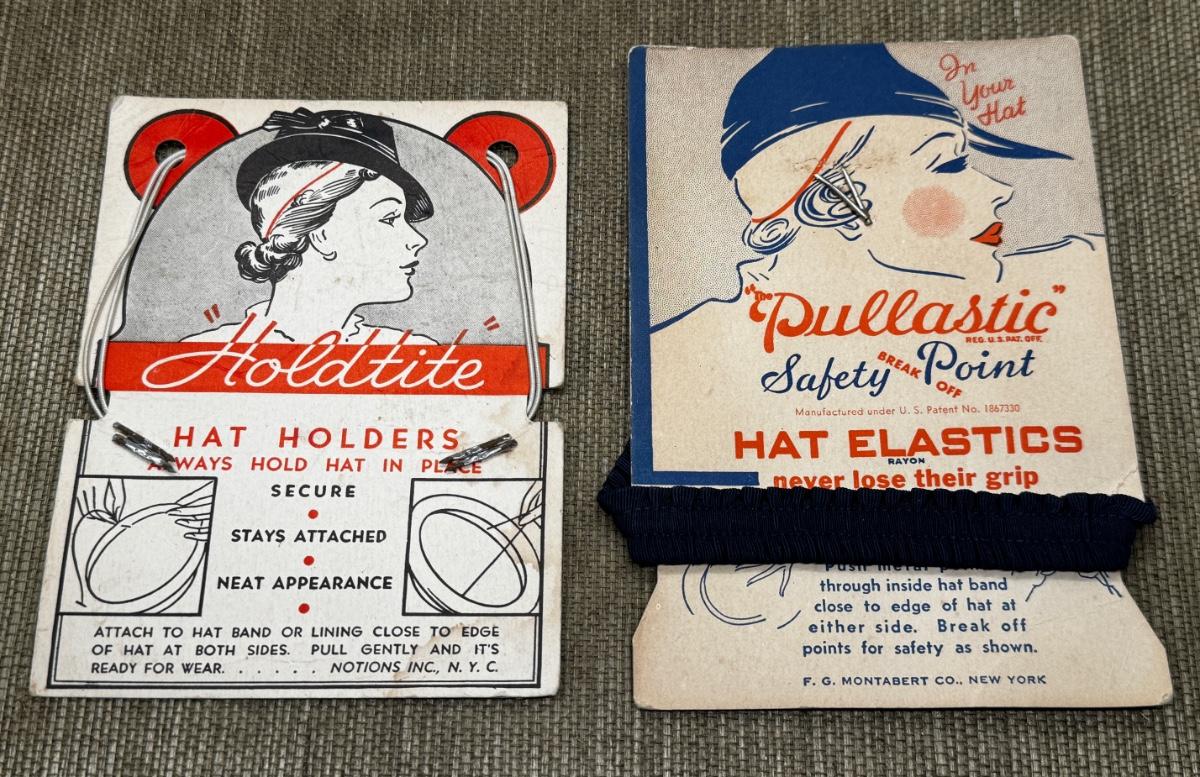 "Holdtite"
HAT HOLDERS
ALWAYS HOLD HAT IN PLACE
SECURE
STAYS ATTACHED
NEAT APPEARANCE
ATTACH TO HAT BAND OR LINING CLOSE TO EDGE
OF HAT AT BOTH SIDES. PULL GENTLY AND IT'S
READY FOR WEAR. . . . . . NOTIONS INC., N. Y. C.
In
Your
Hat
"The Pullastic"
REG. U.S. PAT. OFF.
Safety BREAK OFF Point
Manufactured under U. S. Patent No. 1867330
HAT ELASTICS
RAYON
never lose their grip
Push metal
through inside hat band
close to edge of hat at
either side. Break off
points for safety as shown.
F. G. MONTABERT CO., NEW YORK